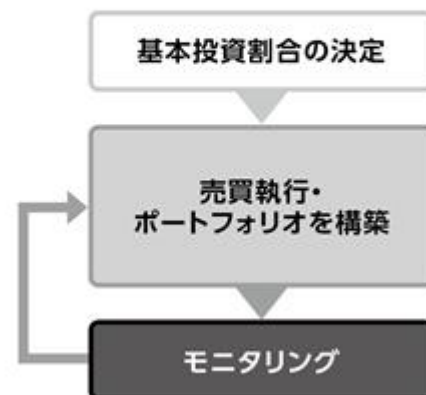 基本投資割合の決定
売買執行・
ポートフォリオを構築
モニタリング